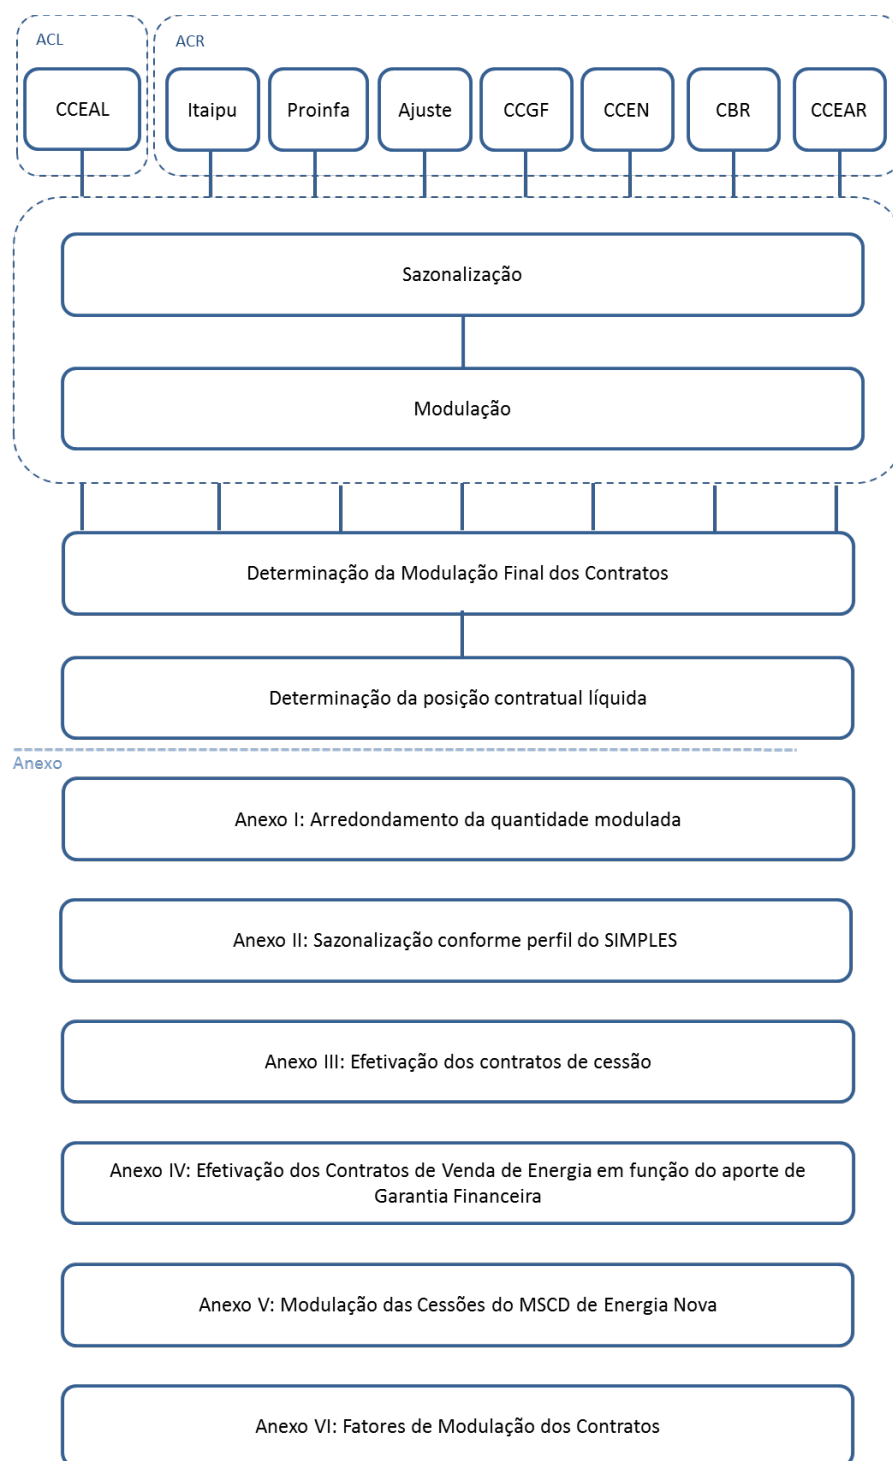 ACL
ACR
CCEAL
Itaipu
Proinfa
Ajuste
CCGF
CCEN
CBR
CCEAR
Sazonalização
Modulação
Determinação da Modulação Final dos Contratos
Determinação da posição contratual líquida
Anexo
Anexo I: Arredondamento da quantidade modulada
Anexo II: Sazonalização conforme perfil do SIMPLES
Anexo III: Efetivação dos contratos de cessão
Anexo IV: Efetivação dos Contratos de Venda de Energia em função do aporte de
Garantia Financeira
Anexo V: Modulação das Cessões do MSCD de Energia Nova
Anexo VI: Fatores de Modulação dos Contratos